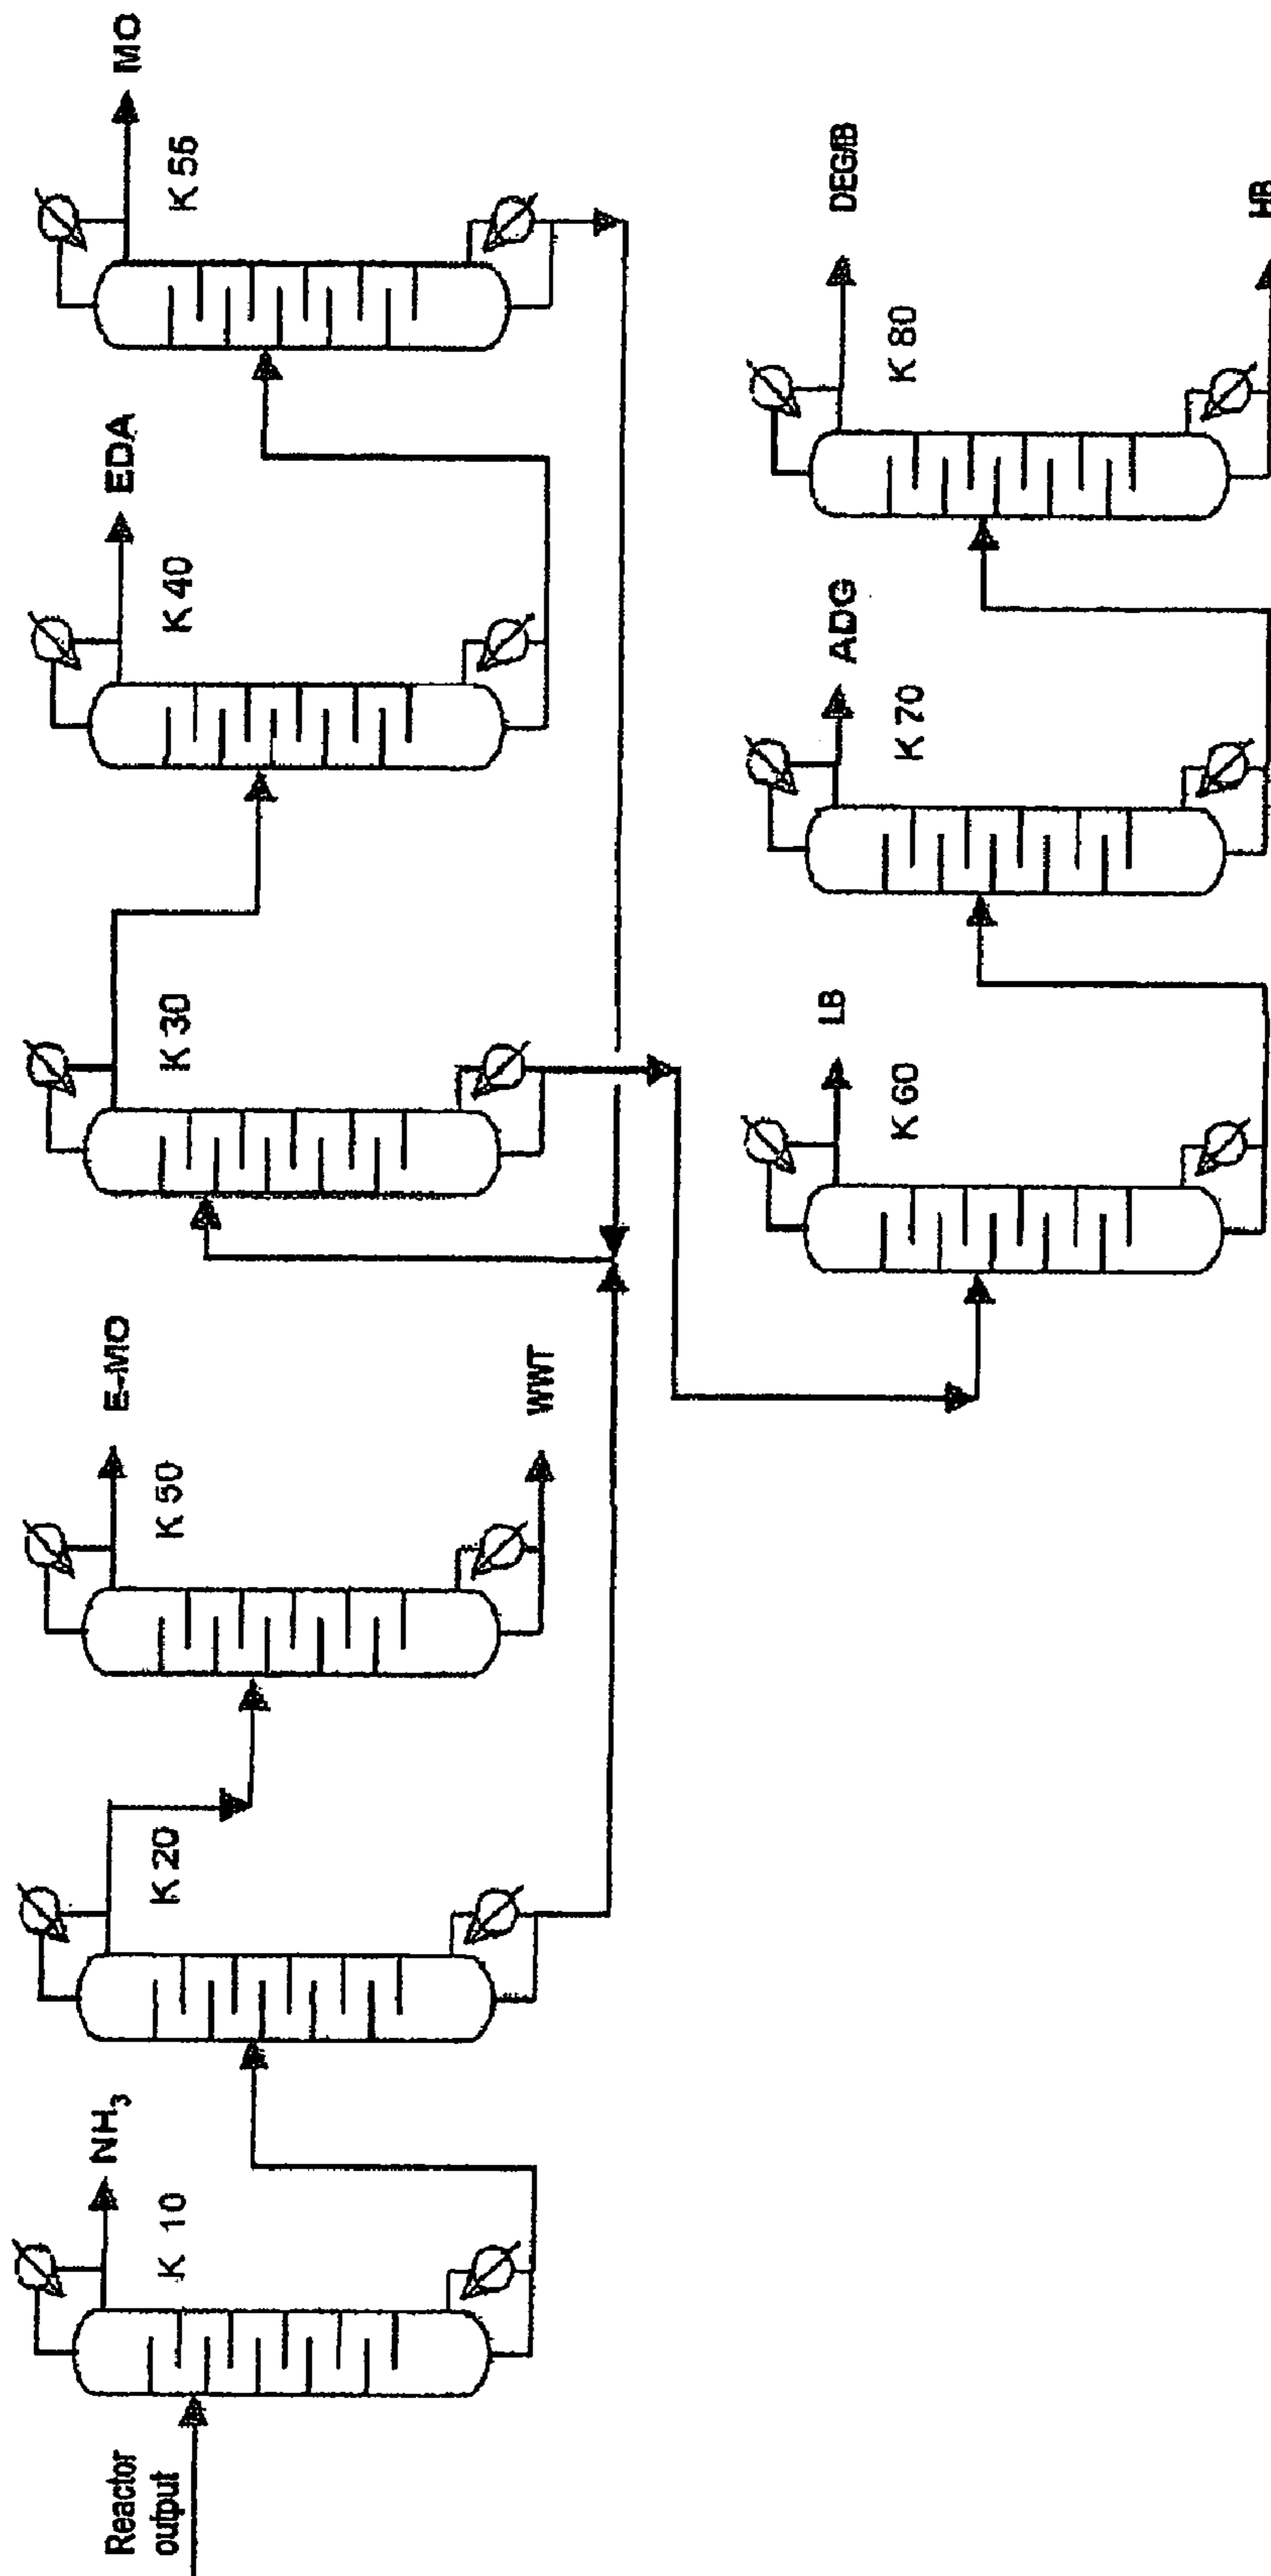 Reactor
output
NH₃
K 10
K 20
E-MO
K 50
WWT
K 30
EDA
K 40
MO
K 55
LB
K 60
ADG
K 70
DEG/B
K 80
HB